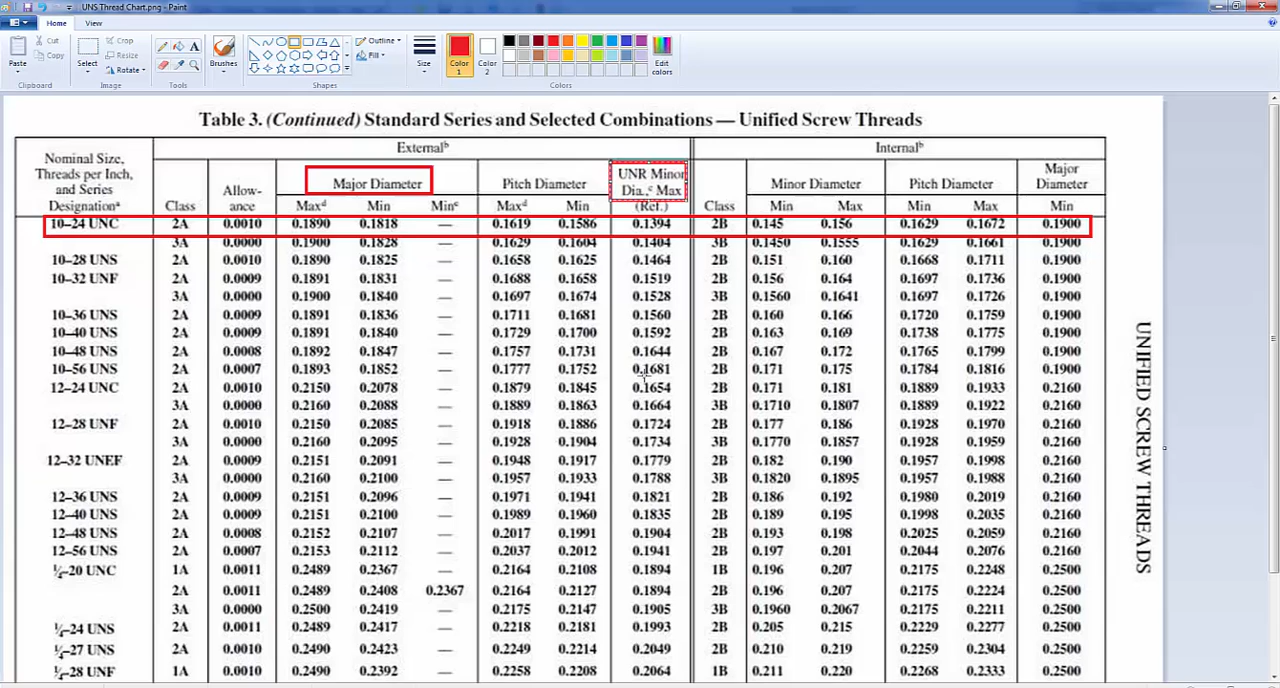 UNS Thread Chart.png - Paint
Home View
Paste Cut Copy Clipboard
Select Crop Resize Rotate Image
Tools
Brushes
Outline Fill Shapes
Size
Color 1 Color 2 Edit colors Colors
Table 3. (Continued) Standard Series and Selected Combinations — Unified Screw Threads
Nominal Size, Threads per Inch, and Series Designationᵃ
Externalᵇ Internalᵇ
Class Allow-ance Major Diameter Pitch Diameter UNR Minor Dia.,ᶜ Max (Ref.) Class Minor Diameter Pitch Diameter Major Diameter
Maxᵈ Min Minᵉ Maxᵈ Min Min Max Min Max Min
10–24 UNC 2A 0.0010 0.1890 0.1818 — 0.1619 0.1586 0.1394 2B 0.145 0.156 0.1629 0.1672 0.1900
3A 0.0000 0.1900 0.1828 — 0.1629 0.1604 0.1404 3B 0.1450 0.1555 0.1629 0.1661 0.1900
10–28 UNS 2A 0.0010 0.1890 0.1825 — 0.1658 0.1625 0.1464 2B 0.151 0.160 0.1668 0.1711 0.1900
10–32 UNF 2A 0.0009 0.1891 0.1831 — 0.1688 0.1658 0.1519 2B 0.156 0.164 0.1697 0.1736 0.1900
3A 0.0000 0.1900 0.1840 — 0.1697 0.1674 0.1528 3B 0.1560 0.1641 0.1697 0.1726 0.1900
10–36 UNS 2A 0.0009 0.1891 0.1836 — 0.1711 0.1681 0.1560 2B 0.160 0.166 0.1720 0.1759 0.1900
10–40 UNS 2A 0.0009 0.1891 0.1840 — 0.1729 0.1700 0.1592 2B 0.163 0.169 0.1738 0.1775 0.1900
10–48 UNS 2A 0.0008 0.1892 0.1847 — 0.1757 0.1731 0.1644 2B 0.167 0.172 0.1765 0.1799 0.1900
10–56 UNS 2A 0.0007 0.1893 0.1852 — 0.1777 0.1752 0.1681 2B 0.171 0.175 0.1784 0.1816 0.1900
12–24 UNC 2A 0.0010 0.2150 0.2078 — 0.1879 0.1845 0.1654 2B 0.171 0.181 0.1889 0.1933 0.2160
3A 0.0000 0.2160 0.2088 — 0.1889 0.1863 0.1664 3B 0.1710 0.1807 0.1889 0.1922 0.2160
12–28 UNF 2A 0.0010 0.2150 0.2085 — 0.1918 0.1886 0.1724 2B 0.177 0.186 0.1928 0.1970 0.2160
3A 0.0000 0.2160 0.2095 — 0.1928 0.1904 0.1734 3B 0.1770 0.1857 0.1928 0.1959 0.2160
12–32 UNEF 2A 0.0009 0.2151 0.2091 — 0.1948 0.1917 0.1779 2B 0.182 0.190 0.1957 0.1998 0.2160
3A 0.0000 0.2160 0.2100 — 0.1957 0.1933 0.1788 3B 0.1820 0.1895 0.1957 0.1988 0.2160
12–36 UNS 2A 0.0009 0.2151 0.2096 — 0.1971 0.1941 0.1821 2B 0.186 0.192 0.1980 0.2019 0.2160
12–40 UNS 2A 0.0009 0.2151 0.2100 — 0.1989 0.1960 0.1835 2B 0.189 0.195 0.1998 0.2035 0.2160
12–48 UNS 2A 0.0008 0.2152 0.2107 — 0.2017 0.1991 0.1904 2B 0.193 0.198 0.2025 0.2059 0.2160
12–56 UNS 2A 0.0007 0.2153 0.2112 — 0.2037 0.2012 0.1941 2B 0.197 0.201 0.2044 0.2076 0.2160
¼–20 UNC 1A 0.0011 0.2489 0.2367 — 0.2164 0.2108 0.1894 1B 0.196 0.207 0.2175 0.2248 0.2500
2A 0.0011 0.2489 0.2408 0.2367 0.2164 0.2127 0.1894 2B 0.196 0.207 0.2175 0.2224 0.2500
3A 0.0000 0.2500 0.2419 — 0.2175 0.2147 0.1905 3B 0.1960 0.2067 0.2175 0.2211 0.2500
¼–24 UNS 2A 0.0011 0.2489 0.2417 — 0.2218 0.2181 0.1993 2B 0.205 0.215 0.2229 0.2277 0.2500
¼–27 UNS 2A 0.0010 0.2490 0.2423 — 0.2249 0.2214 0.2049 2B 0.210 0.219 0.2259 0.2304 0.2500
¼–28 UNF 1A 0.0010 0.2490 0.2392 — 0.2258 0.2208 0.2064 1B 0.211 0.220 0.2268 0.2333 0.2500
UNIFIED SCREW THREADS